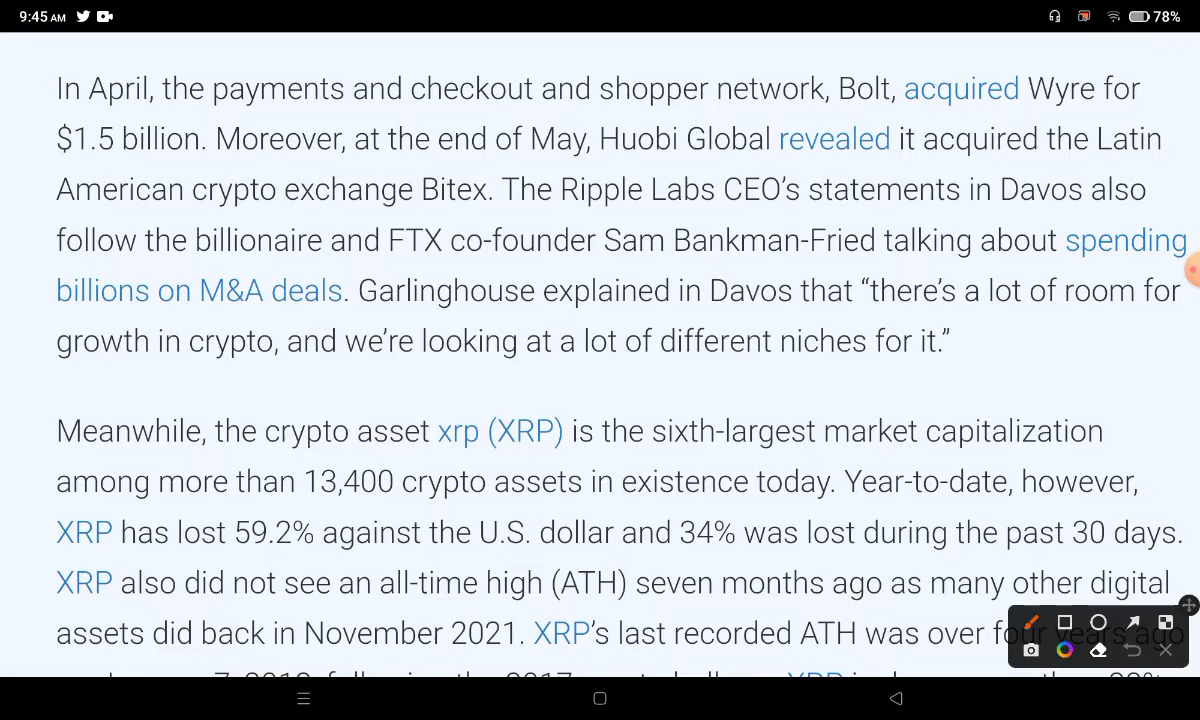 9:45 AM 78%
In April, the payments and checkout and shopper network, Bolt, acquired Wyre for
$1.5 billion. Moreover, at the end of May, Huobi Global revealed it acquired the Latin
American crypto exchange Bitex. The Ripple Labs CEO’s statements in Davos also
follow the billionaire and FTX co-founder Sam Bankman-Fried talking about spending
billions on M&A deals. Garlinghouse explained in Davos that “there’s a lot of room for
growth in crypto, and we’re looking at a lot of different niches for it.”
Meanwhile, the crypto asset xrp (XRP) is the sixth-largest market capitalization
among more than 13,400 crypto assets in existence today. Year-to-date, however,
XRP has lost 59.2% against the U.S. dollar and 34% was lost during the past 30 days.
XRP also did not see an all-time high (ATH) seven months ago as many other digital
assets did back in November 2021. XRP’s last recorded ATH was over four years ago